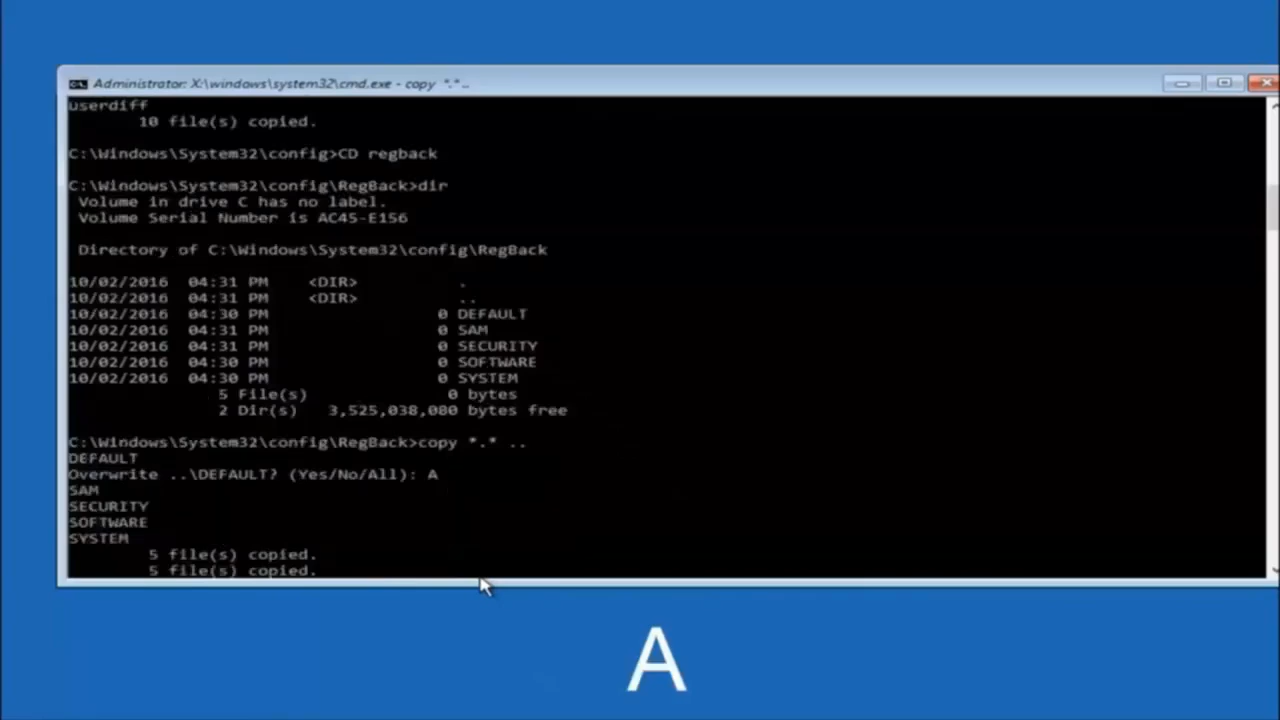 Administrator: X:\windows\system32\cmd.exe - copy *.* ..
userdiff
10 file(s) copied.
C:\Windows\System32\config>CD regback
C:\Windows\System32\config\RegBack>dir
Volume in drive C has no label.
Volume Serial Number is AC45-E156
Directory of C:\Windows\System32\config\RegBack
10/02/2016 04:31 PM <DIR> .
10/02/2016 04:31 PM <DIR> ..
10/02/2016 04:30 PM 0 DEFAULT
10/02/2016 04:31 PM 0 SAM
10/02/2016 04:31 PM 0 SECURITY
10/02/2016 04:30 PM 0 SOFTWARE
10/02/2016 04:30 PM 0 SYSTEM
5 File(s) 0 bytes
2 Dir(s) 3,525,038,080 bytes free
C:\Windows\System32\config\RegBack>copy *.* ..
DEFAULT
Overwrite ..\DEFAULT? (Yes/No/All): A
SAM
SECURITY
SOFTWARE
SYSTEM
5 file(s) copied.
5 file(s) copied.
A